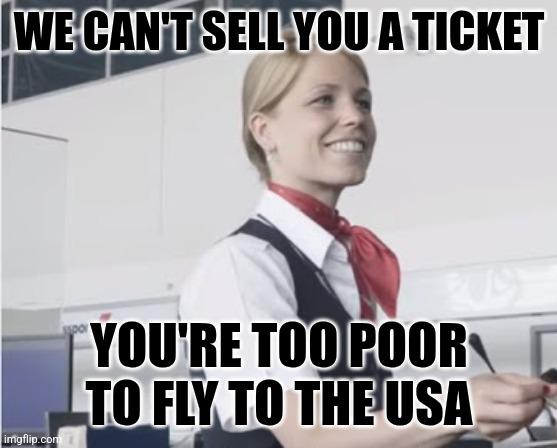 WE CAN'T SELL YOU A TICKET
YOU'RE TOO POOR
TO FLY TO THE USA
imgflip.com